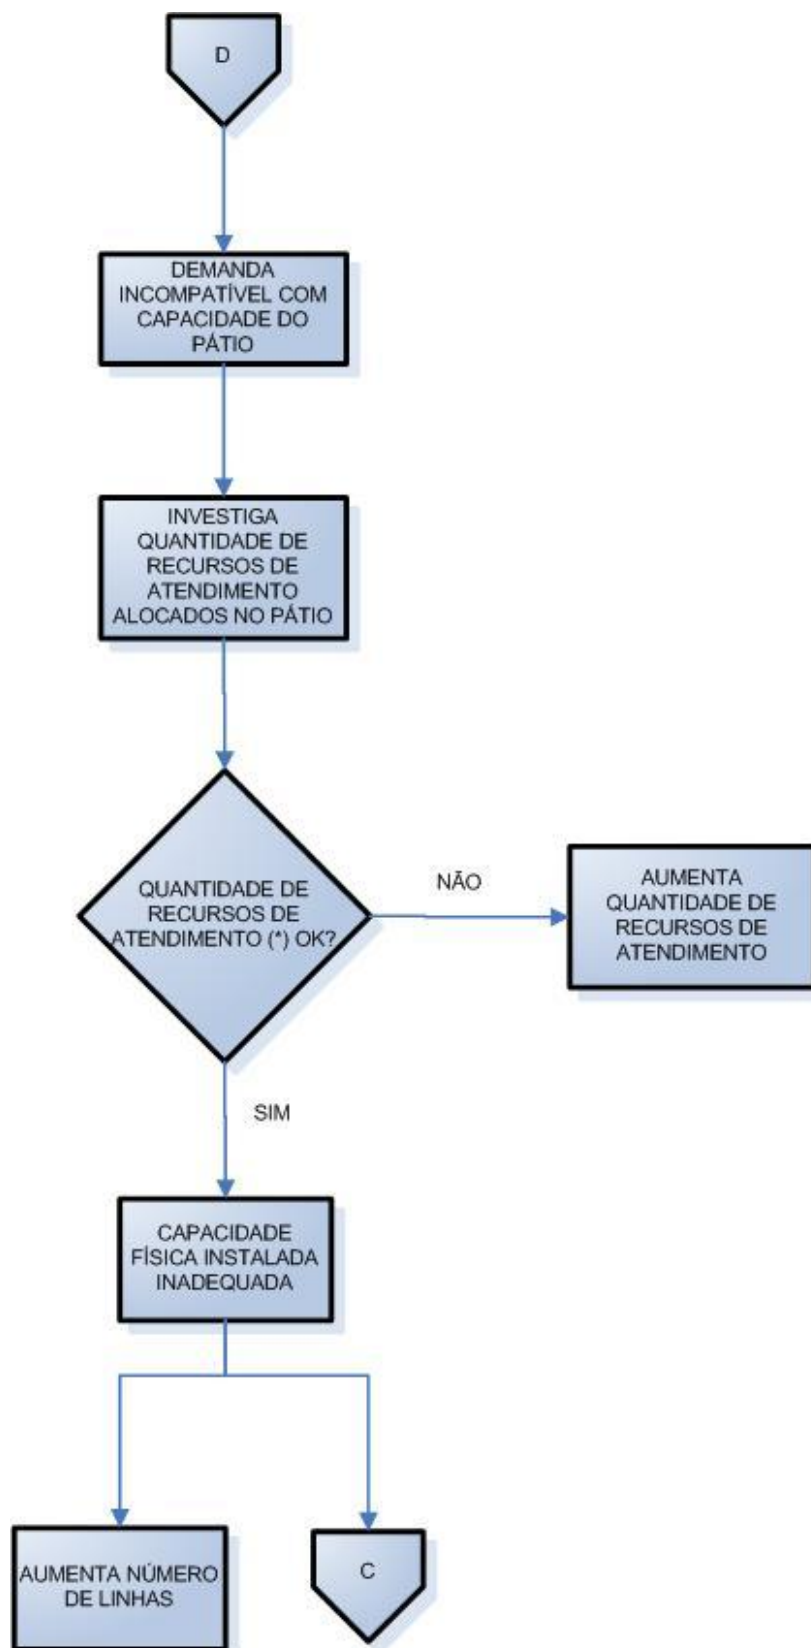 D
DEMANDA
INCOMPATÍVEL COM
CAPACIDADE DO
PÁTIO
INVESTIGA
QUANTIDADE DE
RECURSOS DE
ATENDIMENTO
ALOCADOS NO PÁTIO
QUANTIDADE DE
RECURSOS DE
ATENDIMENTO (*) OK?
NÃO
AUMENTA
QUANTIDADE DE
RECURSOS DE
ATENDIMENTO
SIM
CAPACIDADE
FÍSICA INSTALADA
INADEQUADA
AUMENTA NÚMERO
DE LINHAS
C